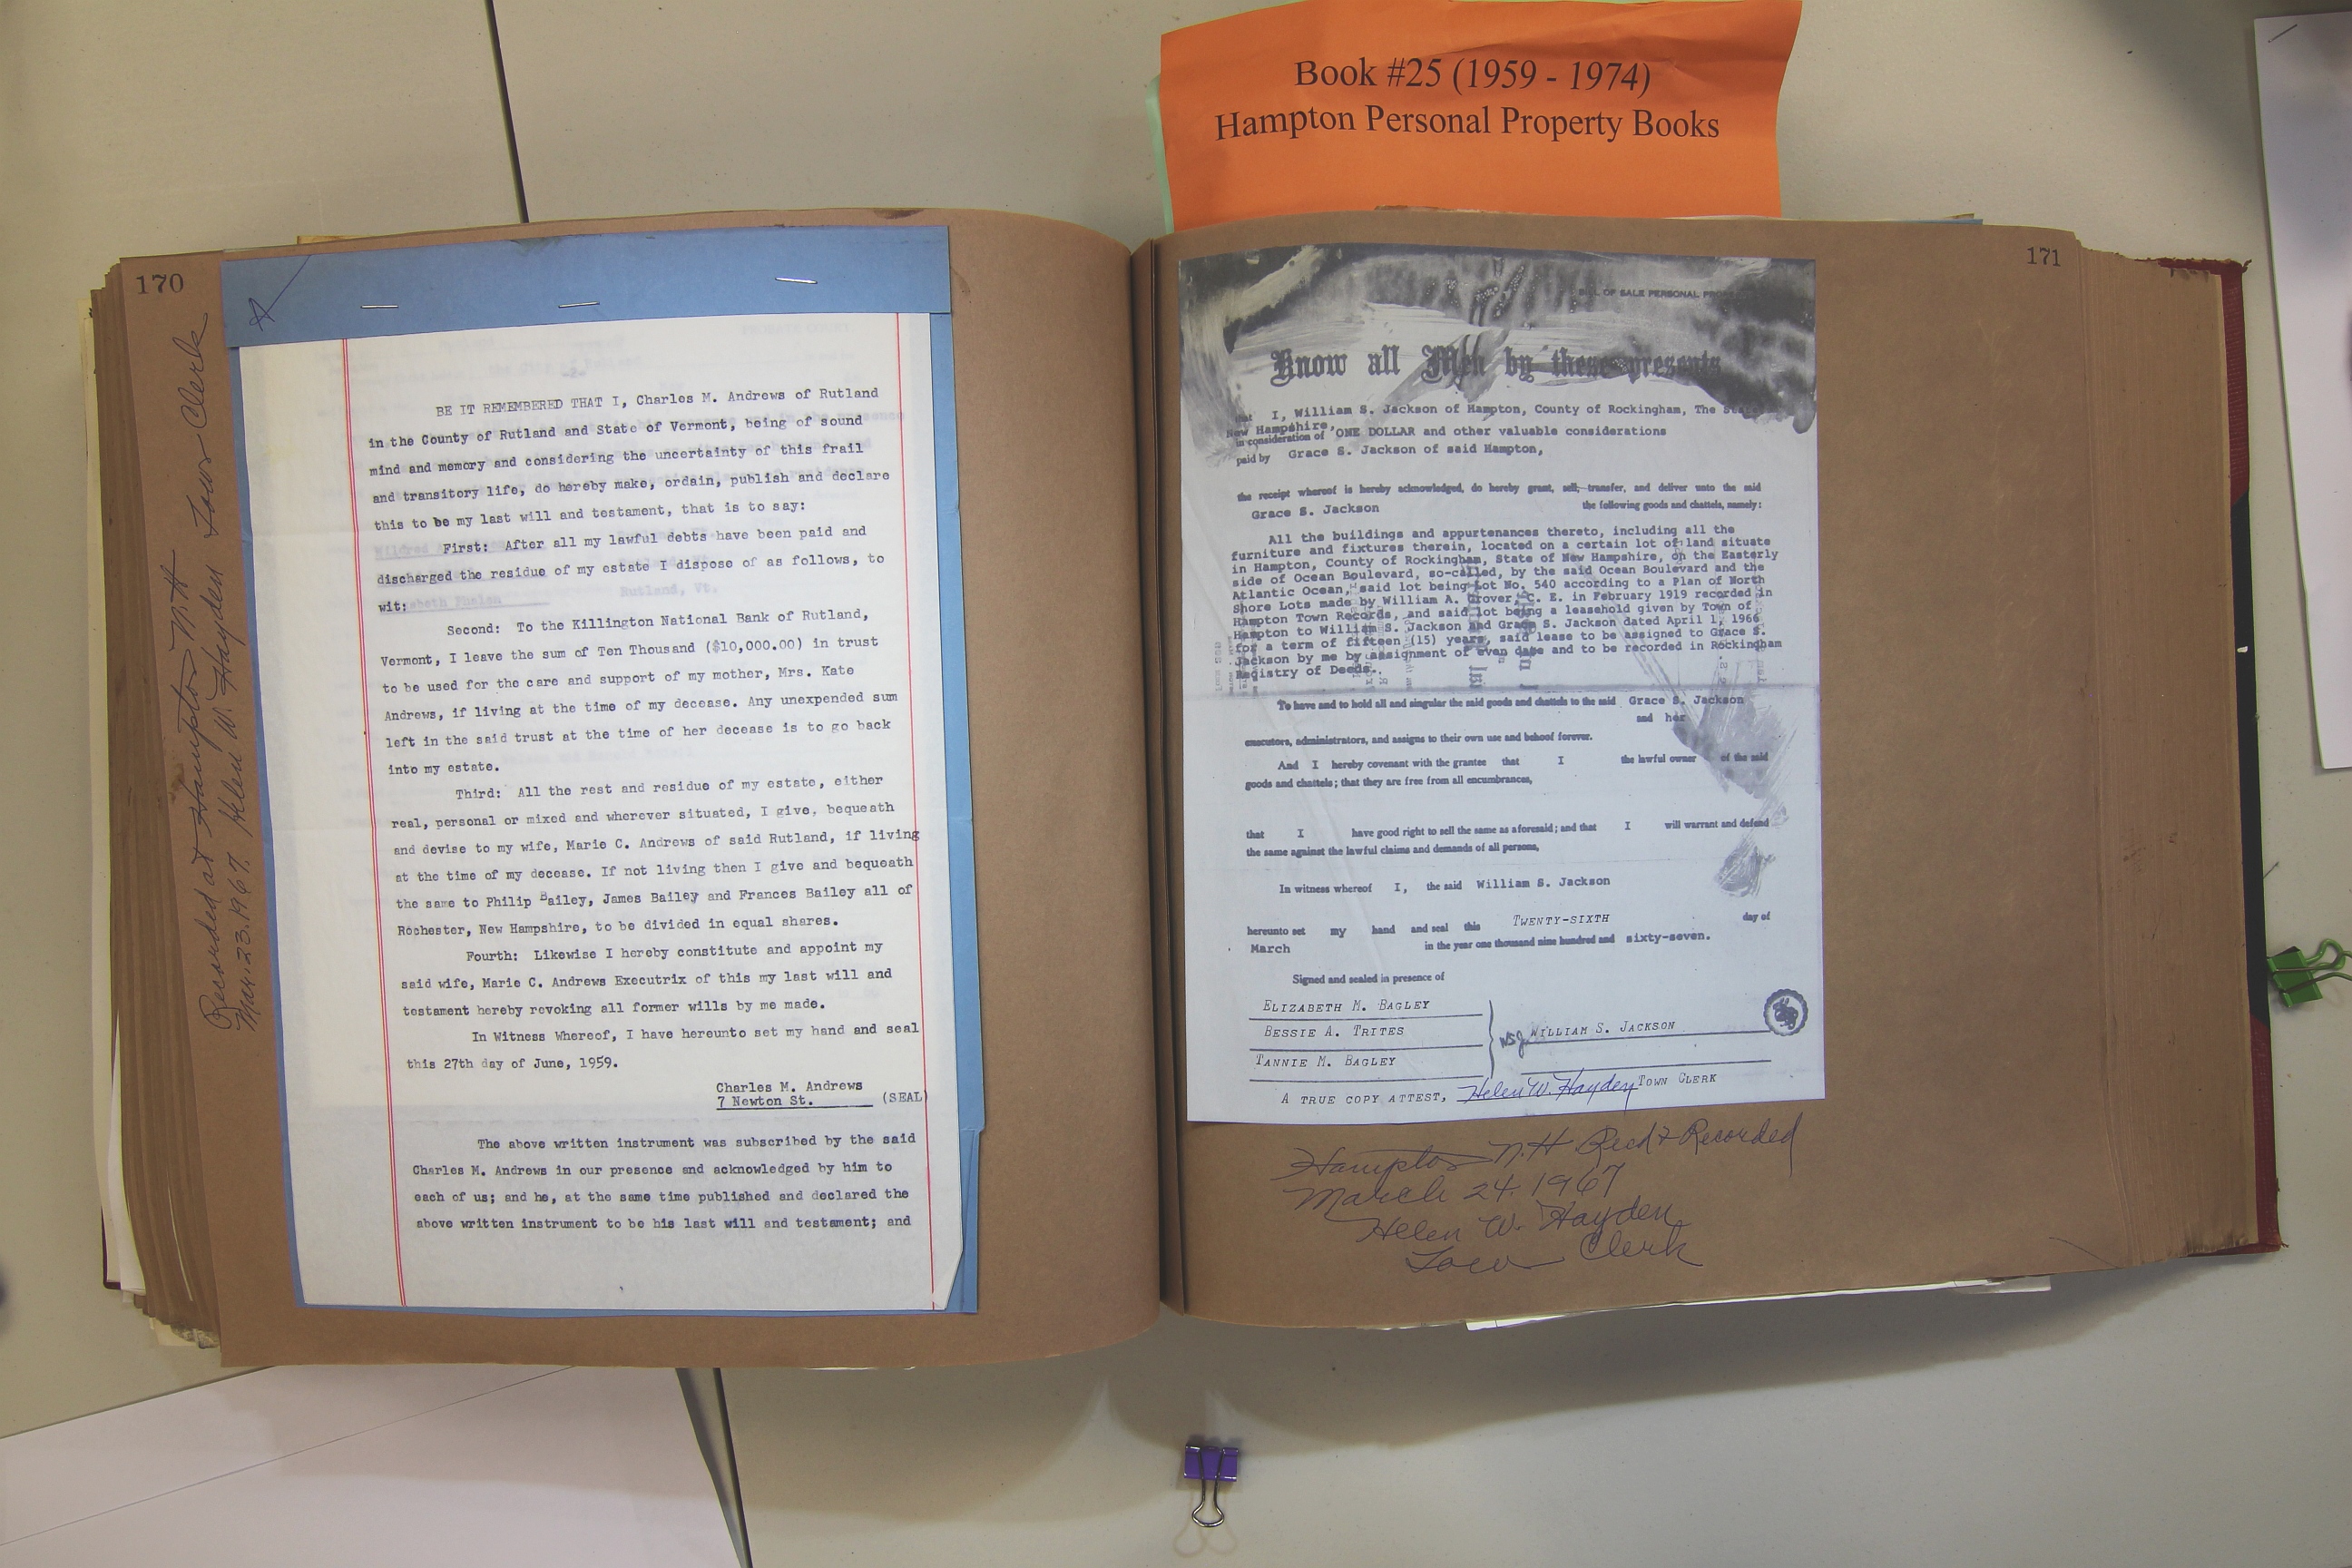 Book #25 (1959 - 1974)
Hampton Personal Property Books
170
Recorded at Hampton N.H
Mar. 23. 1967. Helen W. Hayden Town Clerk
BE IT REMEMBERED THAT I, Charles M. Andrews of Rutland
in the County of Rutland and State of Vermont, being of sound
mind and memory and considering the uncertainty of this frail
and transitory life, do hereby make, ordain, publish and declare
this to be my last will and testament, that is to say:
First: After all my lawful debts have been paid and
discharged the residue of my estate I dispose of as follows, to
wit:
Second: To the Killington National Bank of Rutland,
Vermont, I leave the sum of Ten Thousand ($10,000.00) in trust
to be used for the care and support of my mother, Mrs. Kate
Andrews, if living at the time of my decease. Any unexpended sum
left in the said trust at the time of her decease is to go back
into my estate.
Third: All the rest and residue of my estate, either
real, personal or mixed and wherever situated, I give, bequeath
and devise to my wife, Marie C. Andrews of said Rutland, if living
at the time of my decease. If not living then I give and bequeath
the same to Philip Bailey, James Bailey and Frances Bailey all of
Rochester, New Hampshire, to be divided in equal shares.
Fourth: Likewise I hereby constitute and appoint my
said wife, Marie C. Andrews Executrix of this my last will and
testament hereby revoking all former wills by me made.
In Witness Whereof, I have hereunto set my hand and seal
this 27th day of June, 1959.
Charles M. Andrews
7 Newton St. (SEAL)
The above written instrument was subscribed by the said
Charles M. Andrews in our presence and acknowledged by him to
each of us; and he, at the same time published and declared the
above written instrument to be his last will and testament; and
171
BILL OF SALE PERSONAL
Know all Men by these presents
that I, William S. Jackson of Hampton, County of Rockingham, The
New Hampshire,
in consideration of ONE DOLLAR and other valuable considerations
paid by Grace S. Jackson of said Hampton,
the receipt whereof is hereby acknowledged, do hereby grant, sell, transfer, and deliver unto the said
Grace S. Jackson the following goods and chattels, namely:
All the buildings and appurtenances thereto, including all the
furniture and fixtures therein, located on a certain lot of land situate
in Hampton, County of Rockingham, State of New Hampshire, on the Easterly
side of Ocean Boulevard, so-called, by the said Ocean Boulevard and the
Atlantic Ocean, said lot being Lot No. 540 according to a Plan of North
Shore Lots made by William A. Grover, C. E. in February 1919 recorded in
Hampton Town Records, and said lot being a leasehold given by Town of
Hampton to William S. Jackson and Grace S. Jackson dated April 1, 1966
for a term of fifteen (15) years, said lease to be assigned to Grace S.
Jackson by me by assignment of even date and to be recorded in Rockingham
Registry of Deeds.
To have and to hold all and singular the said goods and chattels to the said Grace S. Jackson
and her
executors, administrators, and assigns to their own use and behoof forever.
And I hereby covenant with the grantee that I the lawful owner of the said
goods and chattels; that they are free from all encumbrances,
that I have good right to sell the same as aforesaid; and that I will warrant and defend
the same against the lawful claims and demands of all persons,
In witness whereof I, the said William S. Jackson
hereunto set my hand and seal this TWENTY-SIXTH day of
March in the year one thousand nine hundred and sixty-seven.
Signed and sealed in presence of
ELIZABETH M. BAGLEY
BESSIE A. TRITES
WSJ WILLIAM S. JACKSON
TANNIE M. BAGLEY
A TRUE COPY ATTEST, Helen W. Hayden TOWN CLERK
Hampton N.H Recd & Recorded
March 24. 1967
Helen W. Hayden
Town Clerk